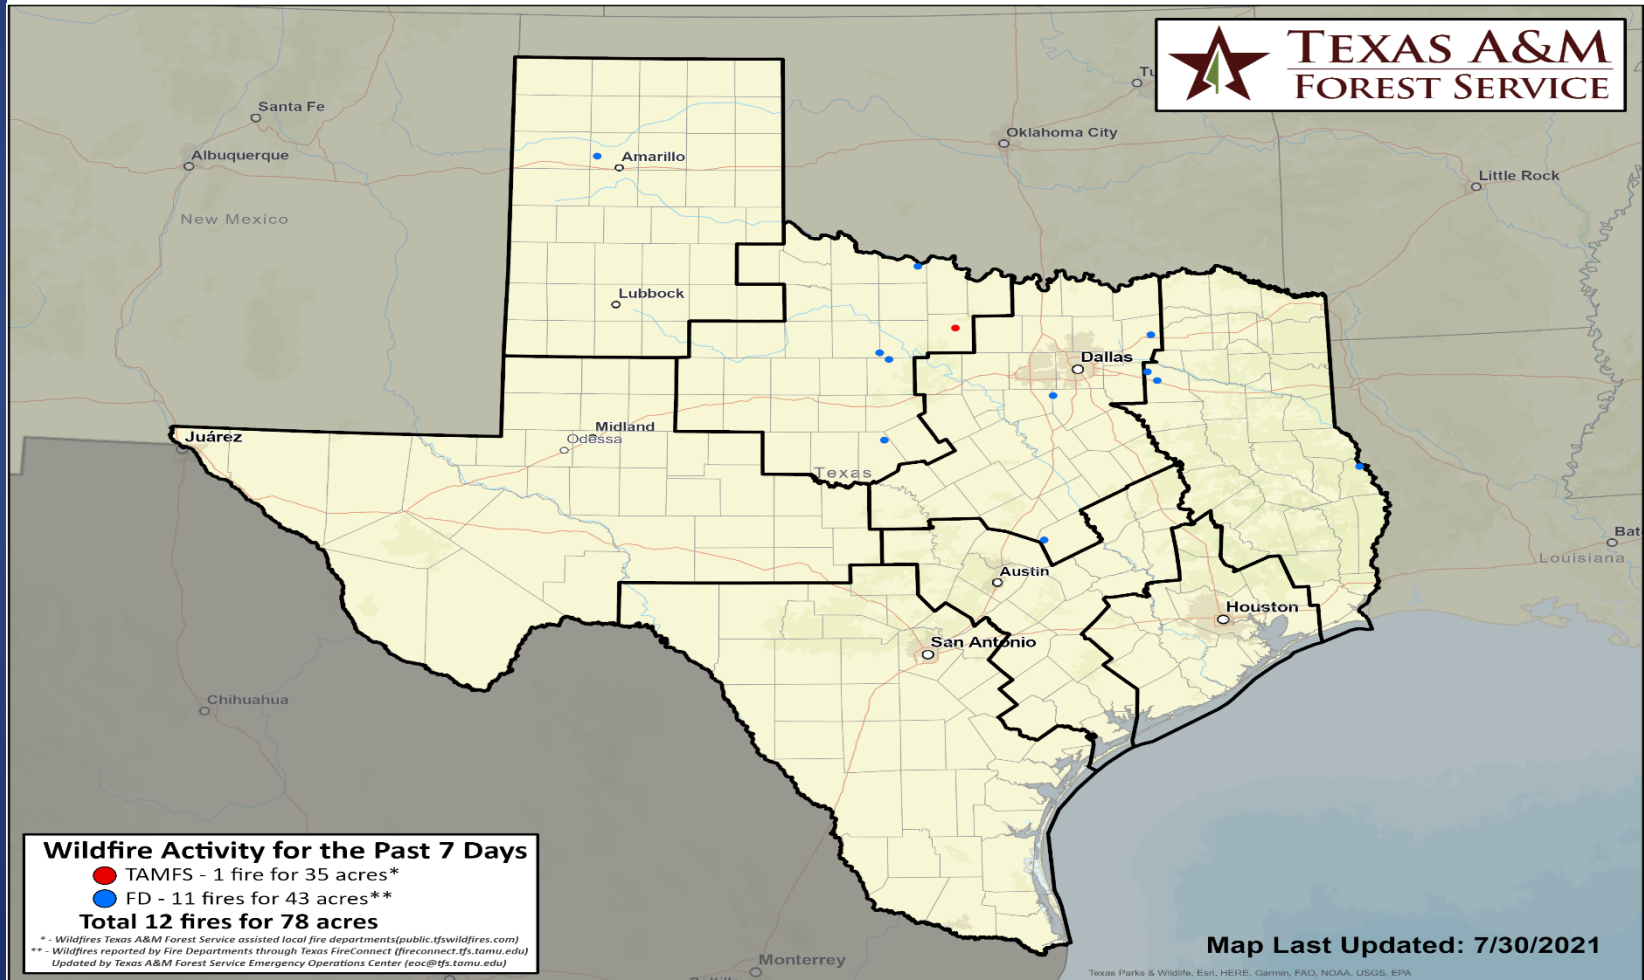 TEXAS A&M
FOREST SERVICE
Tu
Santa Fe
Oklahoma City
Albuquerque
Amarillo
Little Rock
New Mexico
Lubbock
Dallas
Midland
Odessa
Juárez
Texas
Bat
Louisiana
Austin
Houston
San Antonio
Chihuahua
Wildfire Activity for the Past 7 Days
TAMFS - 1 fire for 35 acres*
FD - 11 fires for 43 acres**
Total 12 fires for 78 acres
* - Wildfires Texas A&M Forest Service assisted local fire departments(public.tfswildfires.com)
** - Wildfires reported by Fire Departments through Texas FireConnect (fireconnect.tfs.tamu.edu)
Updated by Texas A&M Forest Service Emergency Operations Center (eoc@tfs.tamu.edu)
Map Last Updated: 7/30/2021
Monterrey
Texas Parks & Wildlife, Esri, HERE, Garmin, FAO, NOAA, USGS, EPA